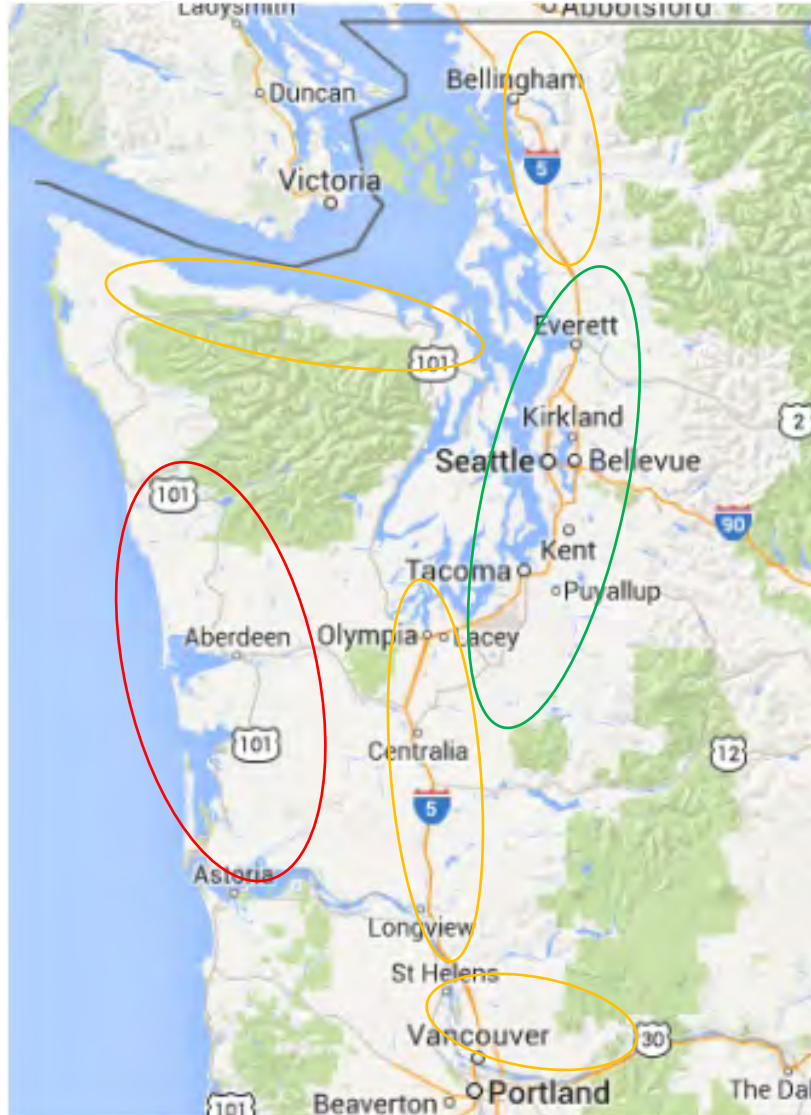 Ladysmith
Abbotsford
Bellingham
Duncan
5
Victoria
Everett
101
Kirkland
2
Seattle
Bellevue
101
90
Kent
Tacoma
Puyallup
Aberdeen
Olympia
Lacey
101
Centralia
12
5
Astoria
Longview
St Helens
Vancouver
30
Portland
The Dal
Beaverton
101